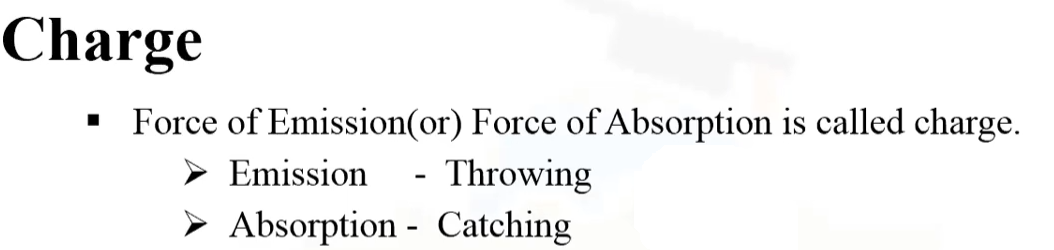 Charge
▪ Force of Emission(or) Force of Absorption is called charge.
➢ Emission - Throwing
➢ Absorption - Catching